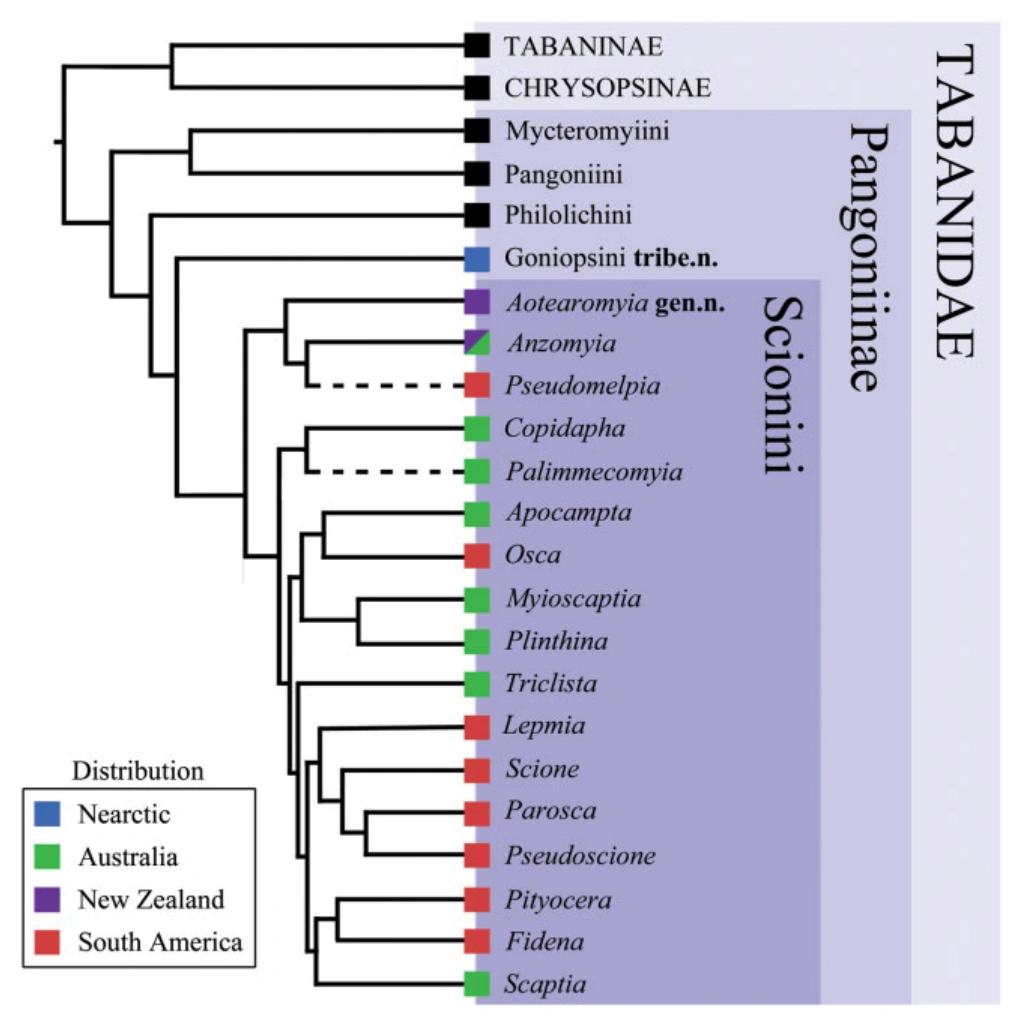 TABANINAE
CHRYSOPSINAE
Mycteromyiini
Pangoniini
Philolichini
Goniopsini tribe.n.
Aotearomyia gen.n.
Anzomyia
Pseudomelpia
Copidapha
Palimmecomyia
Apocampta
Osca
Myioscaptia
Plinthina
Triclista
Lepmia
Scione
Parosca
Pseudoscione
Pityocera
Fidena
Scaptia
Scionini
Pangoniinae
TABANIDAE
Distribution
Nearctic
Australia
New Zealand
South America